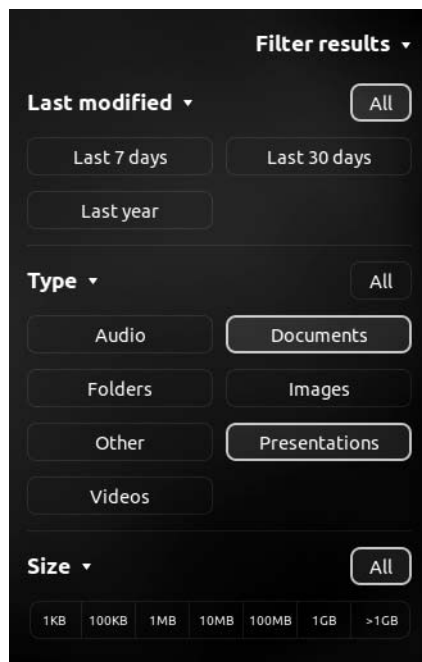 Filter results
Last modified All
Last 7 days Last 30 days
Last year
Type All
Audio Documents
Folders Images
Other Presentations
Videos
Size All
1KB 100KB 1MB 10MB 100MB 1GB >1GB